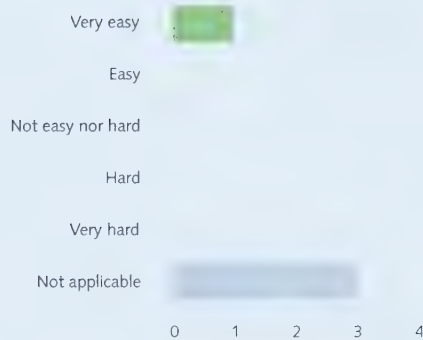 Very easy
Easy
Not easy nor hard
Hard
Very hard
Not applicable
0 1 2 3 4